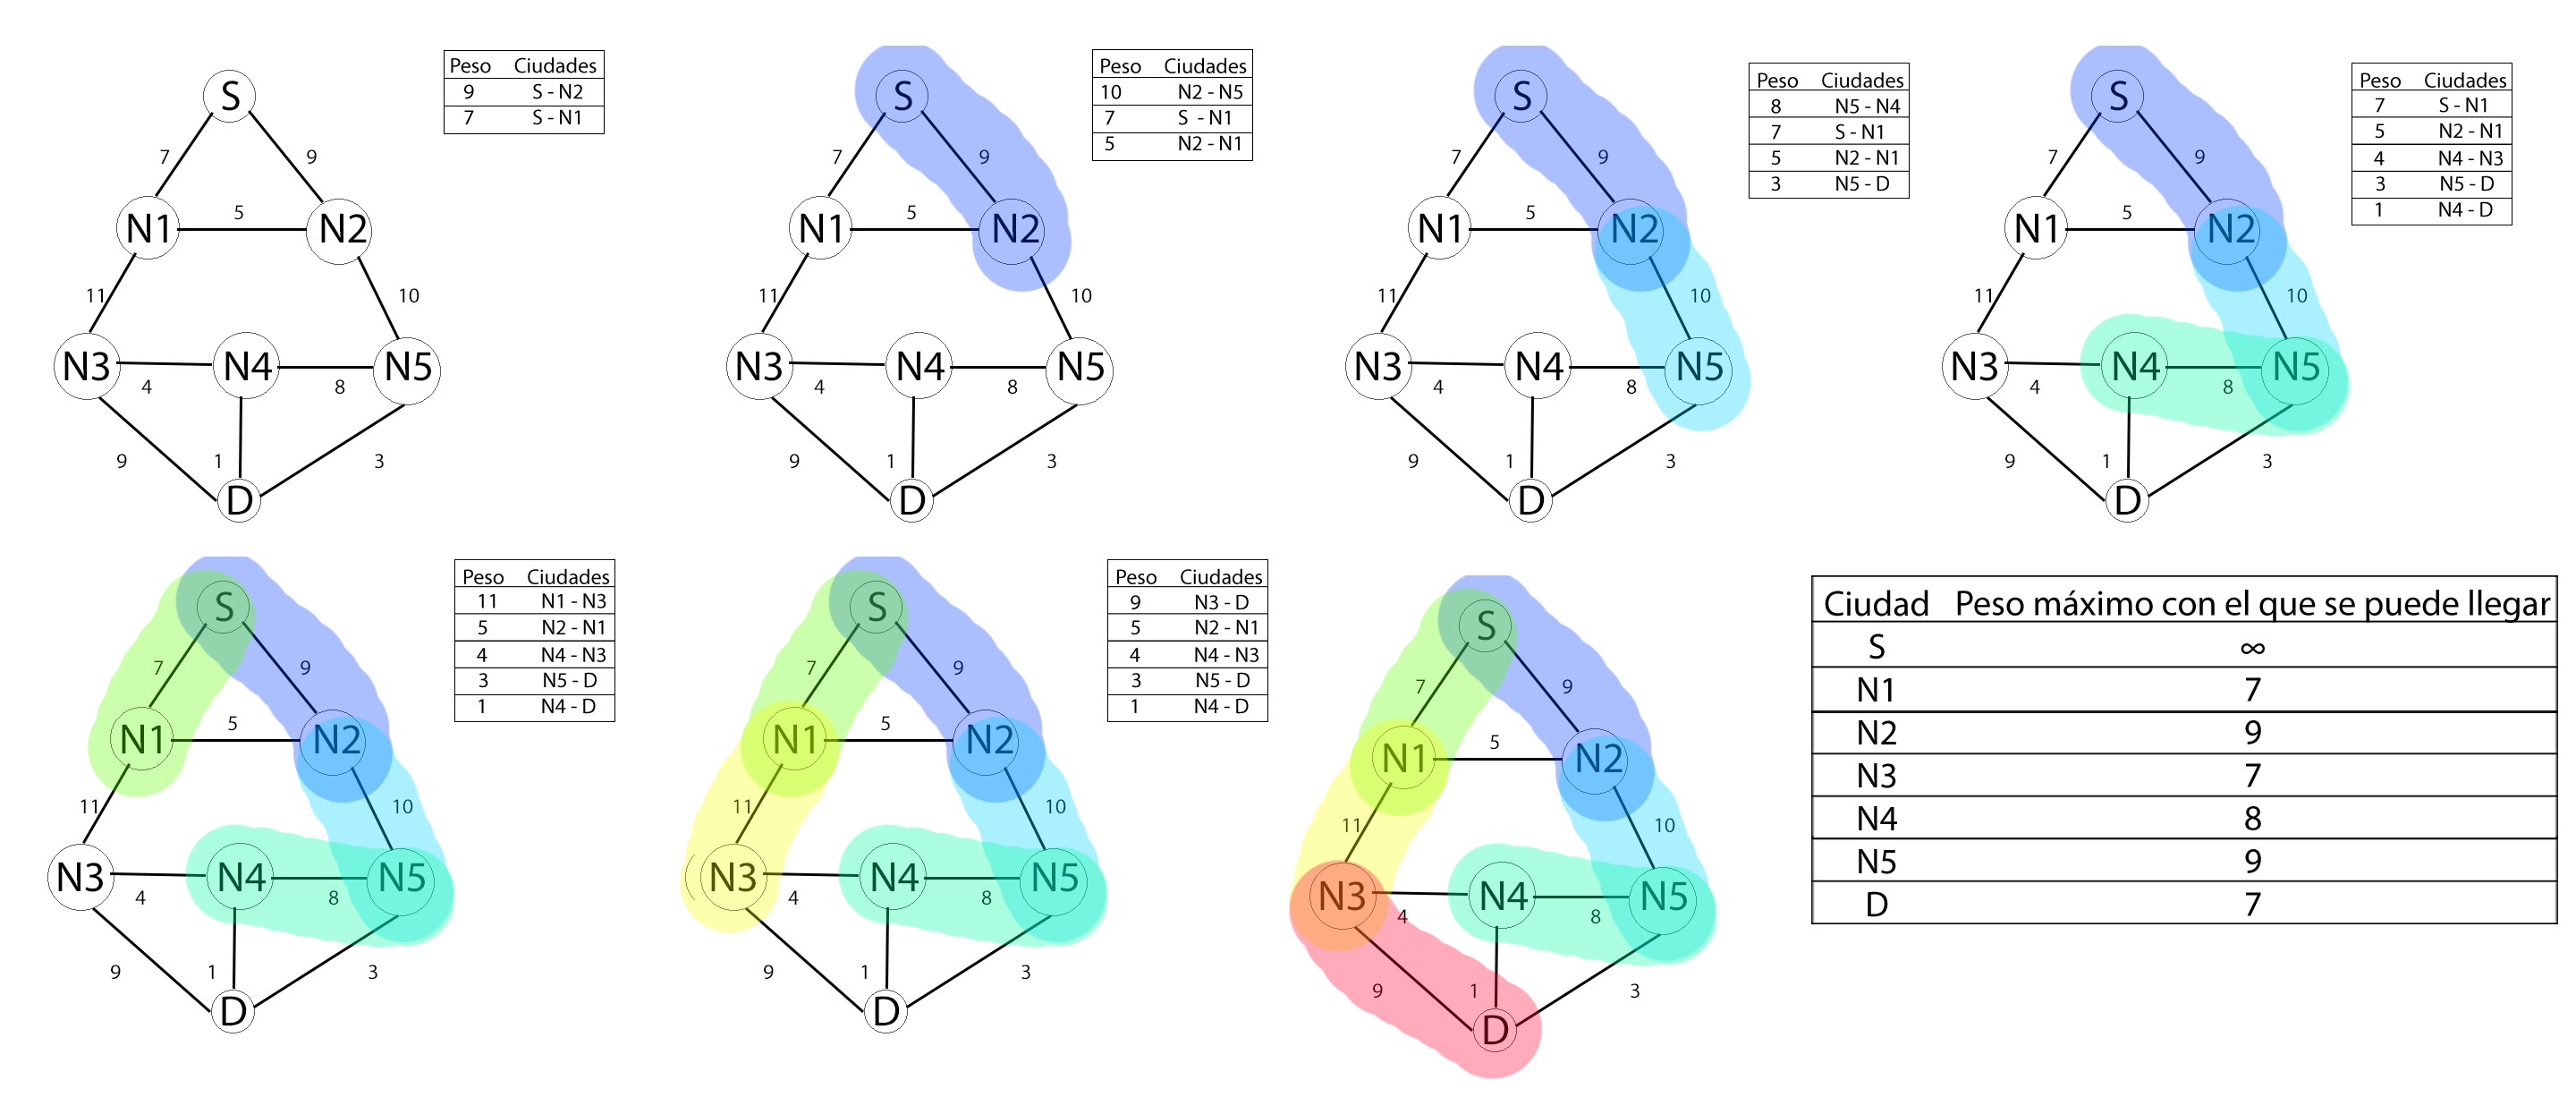 S
7
9
N1
5
N2
11
10
N3
4
N4
8
N5
9
1
3
D
Peso Ciudades
9 S - N2
7 S - N1
S
7
9
N1
5
N2
11
10
N3
4
N4
8
N5
9
1
3
D
Peso Ciudades
10 N2 - N5
7 S - N1
5 N2 - N1
S
7
9
N1
5
N2
11
10
N3
4
N4
8
N5
9
1
3
D
Peso Ciudades
8 N5 - N4
7 S - N1
5 N2 - N1
3 N5 - D
S
7
9
N1
5
N2
11
10
N3
4
N4
8
N5
9
1
3
D
Peso Ciudades
7 S - N1
5 N2 - N1
4 N4 - N3
3 N5 - D
1 N4 - D
S
7
9
N1
5
N2
11
10
N3
4
N4
8
N5
9
1
3
D
Peso Ciudades
11 N1 - N3
5 N2 - N1
4 N4 - N3
3 N5 - D
1 N4 - D
S
7
9
N1
5
N2
11
10
N3
4
N4
8
N5
9
1
3
D
Peso Ciudades
9 N3 - D
5 N2 - N1
4 N4 - N3
3 N5 - D
1 N4 - D
S
7
9
N1
5
N2
11
10
N3
4
N4
8
N5
9
1
3
D
Ciudad Peso máximo con el que se puede llegar
S ∞
N1 7
N2 9
N3 7
N4 8
N5 9
D 7